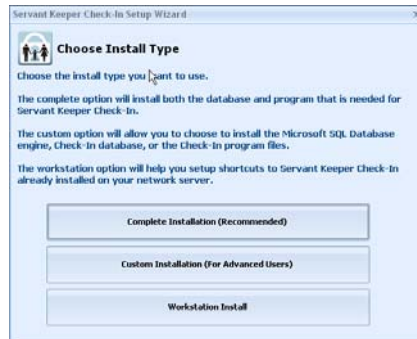 Servant Keeper Check-In Setup Wizard
Choose Install Type
Choose the install type you want to use.
The complete option will install both the database and program that is needed for
Servant Keeper Check-In.
The custom option will allow you to choose to install the Microsoft SQL Database
engine, Check-In database, or the Check-In program files.
The workstation option will help you setup shortcuts to Servant Keeper Check-In
already installed on your network server.
Complete Installation (Recommended)
Custom Installation (For Advanced Users)
Workstation Install